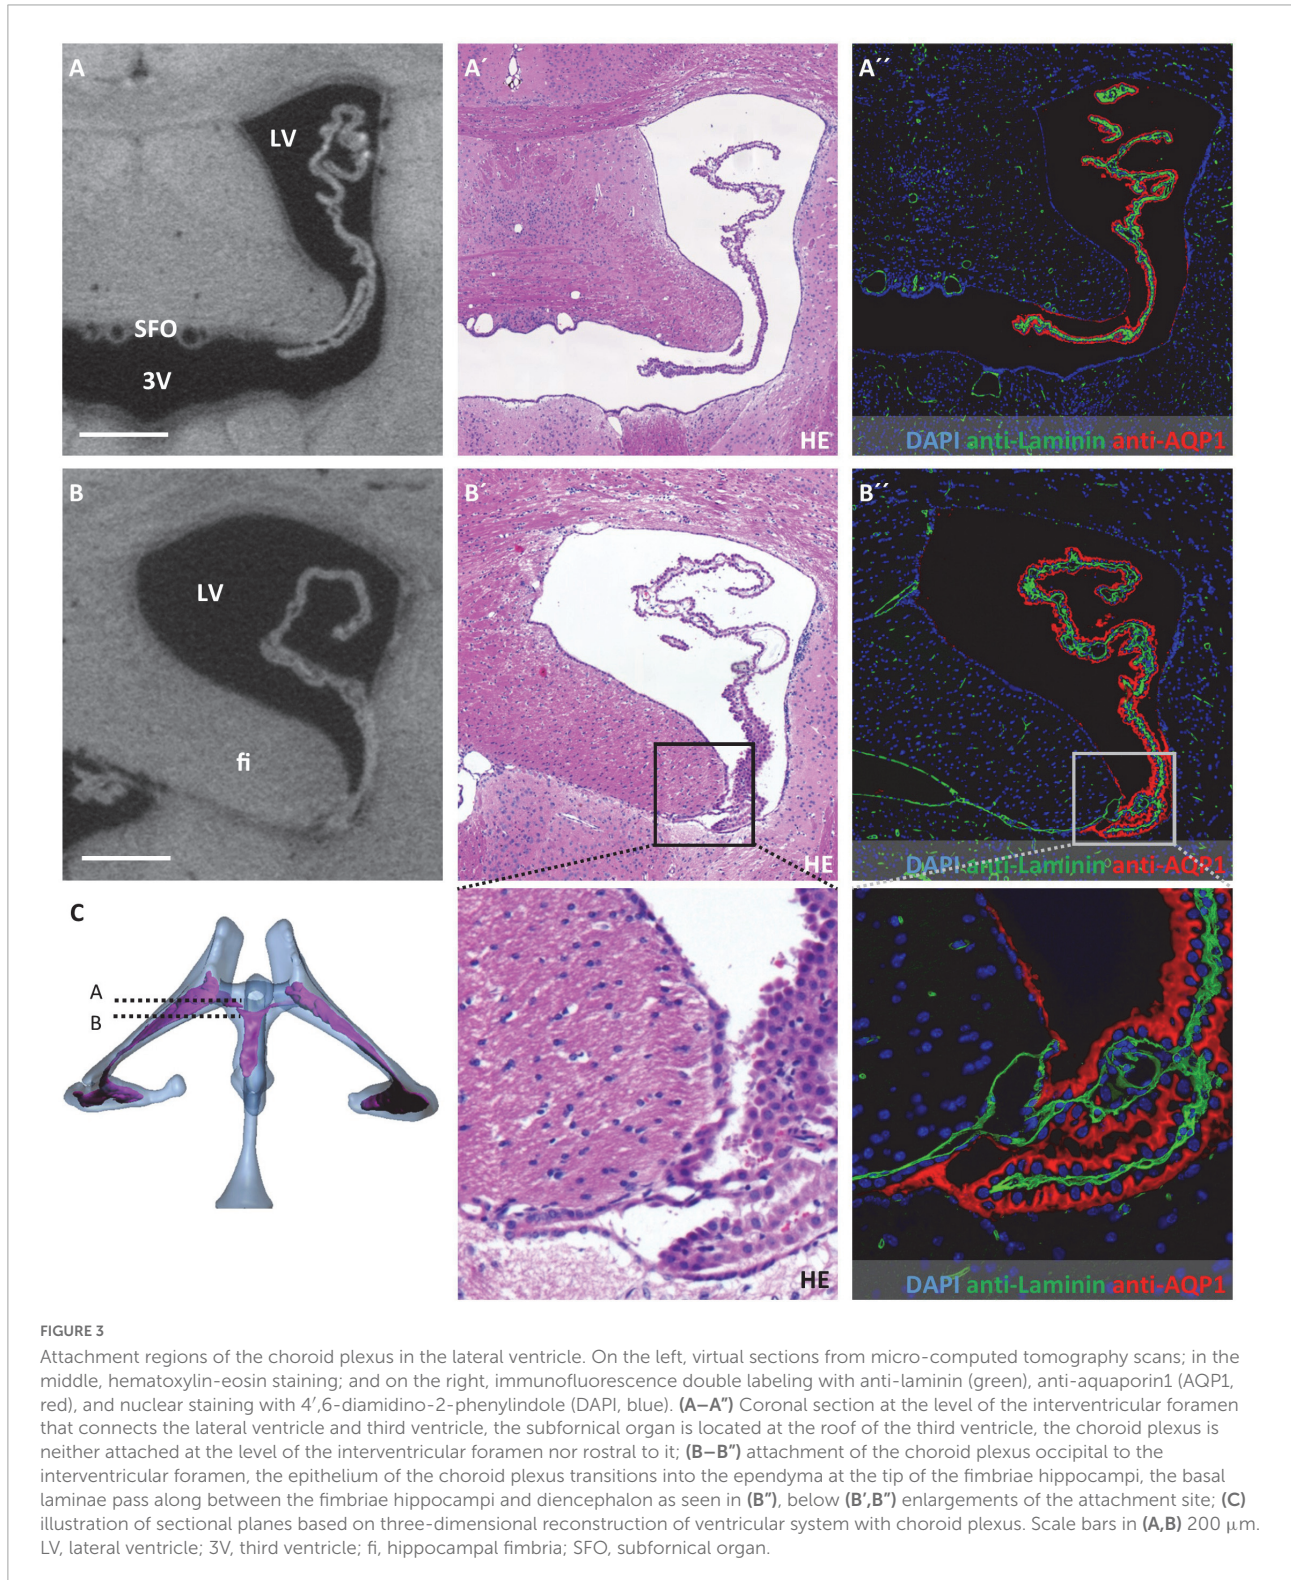 A
LV
SFO
3V
A´
HE
A´´
DAPI anti-Laminin anti-AQP1
B
LV
fi
B´
HE
B´´
DAPI anti-Laminin anti-AQP1
C
A
B
HE
DAPI anti-Laminin anti-AQP1
FIGURE 3
Attachment regions of the choroid plexus in the lateral ventricle. On the left, virtual sections from micro-computed tomography scans; in the
middle, hematoxylin-eosin staining; and on the right, immunofluorescence double labeling with anti-laminin (green), anti-aquaporin1 (AQP1,
red), and nuclear staining with 4′,6-diamidino-2-phenylindole (DAPI, blue). (A–A″) Coronal section at the level of the interventricular foramen
that connects the lateral ventricle and third ventricle, the subfornical organ is located at the roof of the third ventricle, the choroid plexus is
neither attached at the level of the interventricular foramen nor rostral to it; (B–B″) attachment of the choroid plexus occipital to the
interventricular foramen, the epithelium of the choroid plexus transitions into the ependyma at the tip of the fimbriae hippocampi, the basal
laminae pass along between the fimbriae hippocampi and diencephalon as seen in (B″), below (B′,B″) enlargements of the attachment site; (C)
illustration of sectional planes based on three-dimensional reconstruction of ventricular system with choroid plexus. Scale bars in (A,B) 200 μm.
LV, lateral ventricle; 3V, third ventricle; fi, hippocampal fimbria; SFO, subfornical organ.